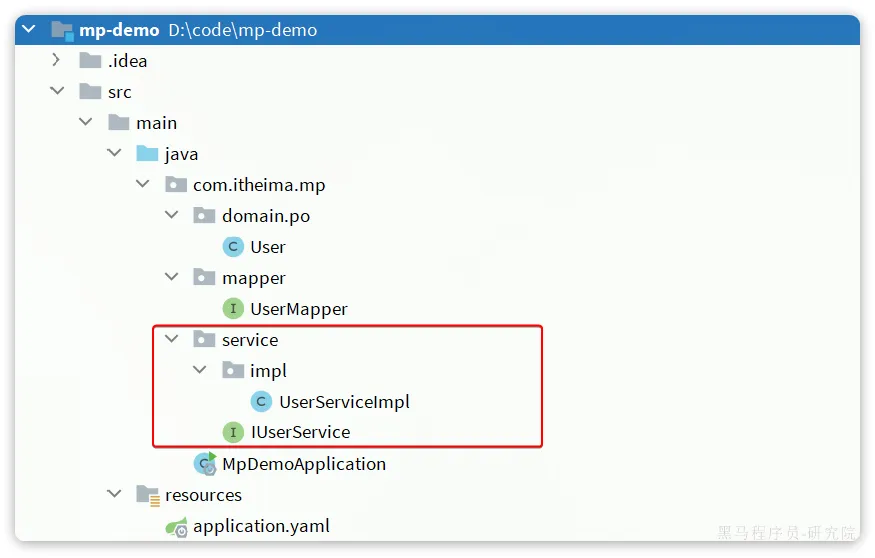 mp-demo D:\code\mp-demo
.idea
src
main
java
com.itheima.mp
domain.po
C User
mapper
I UserMapper
service
impl
C UserServiceImpl
I IUserService
C MpDemoApplication
resources
application.yaml
黑马程序员-研究院